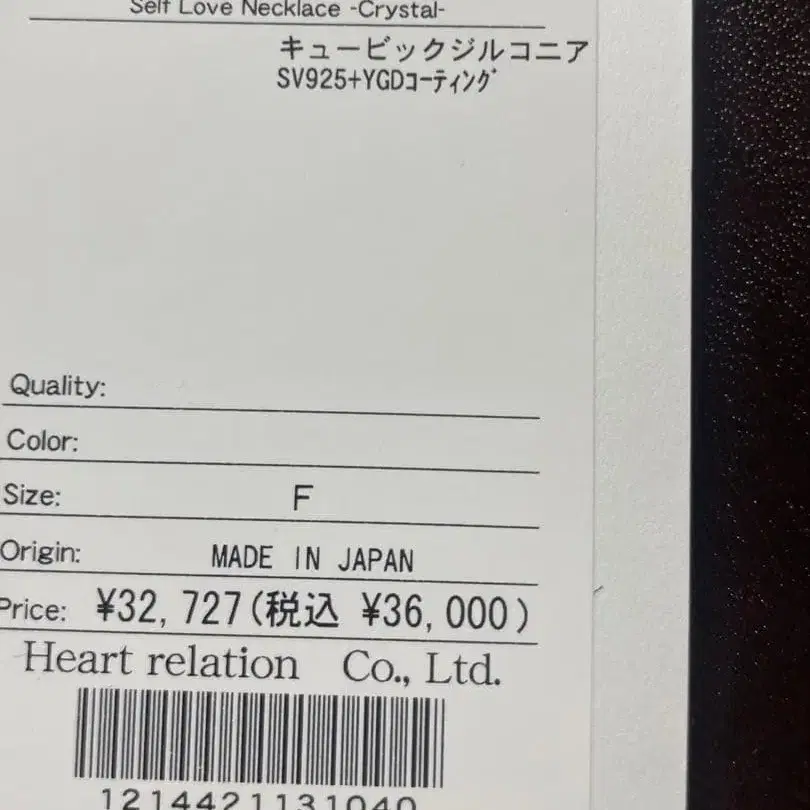 Self Love Necklace -Crystal-
キュービックジルコニア
SV925+YGDｺｰﾃｨﾝｸﾞ
Quality:
Color:
Size: F
Origin: MADE IN JAPAN
Price: ¥32,727(税込 ¥36,000)
Heart relation Co., Ltd.
1214421131040